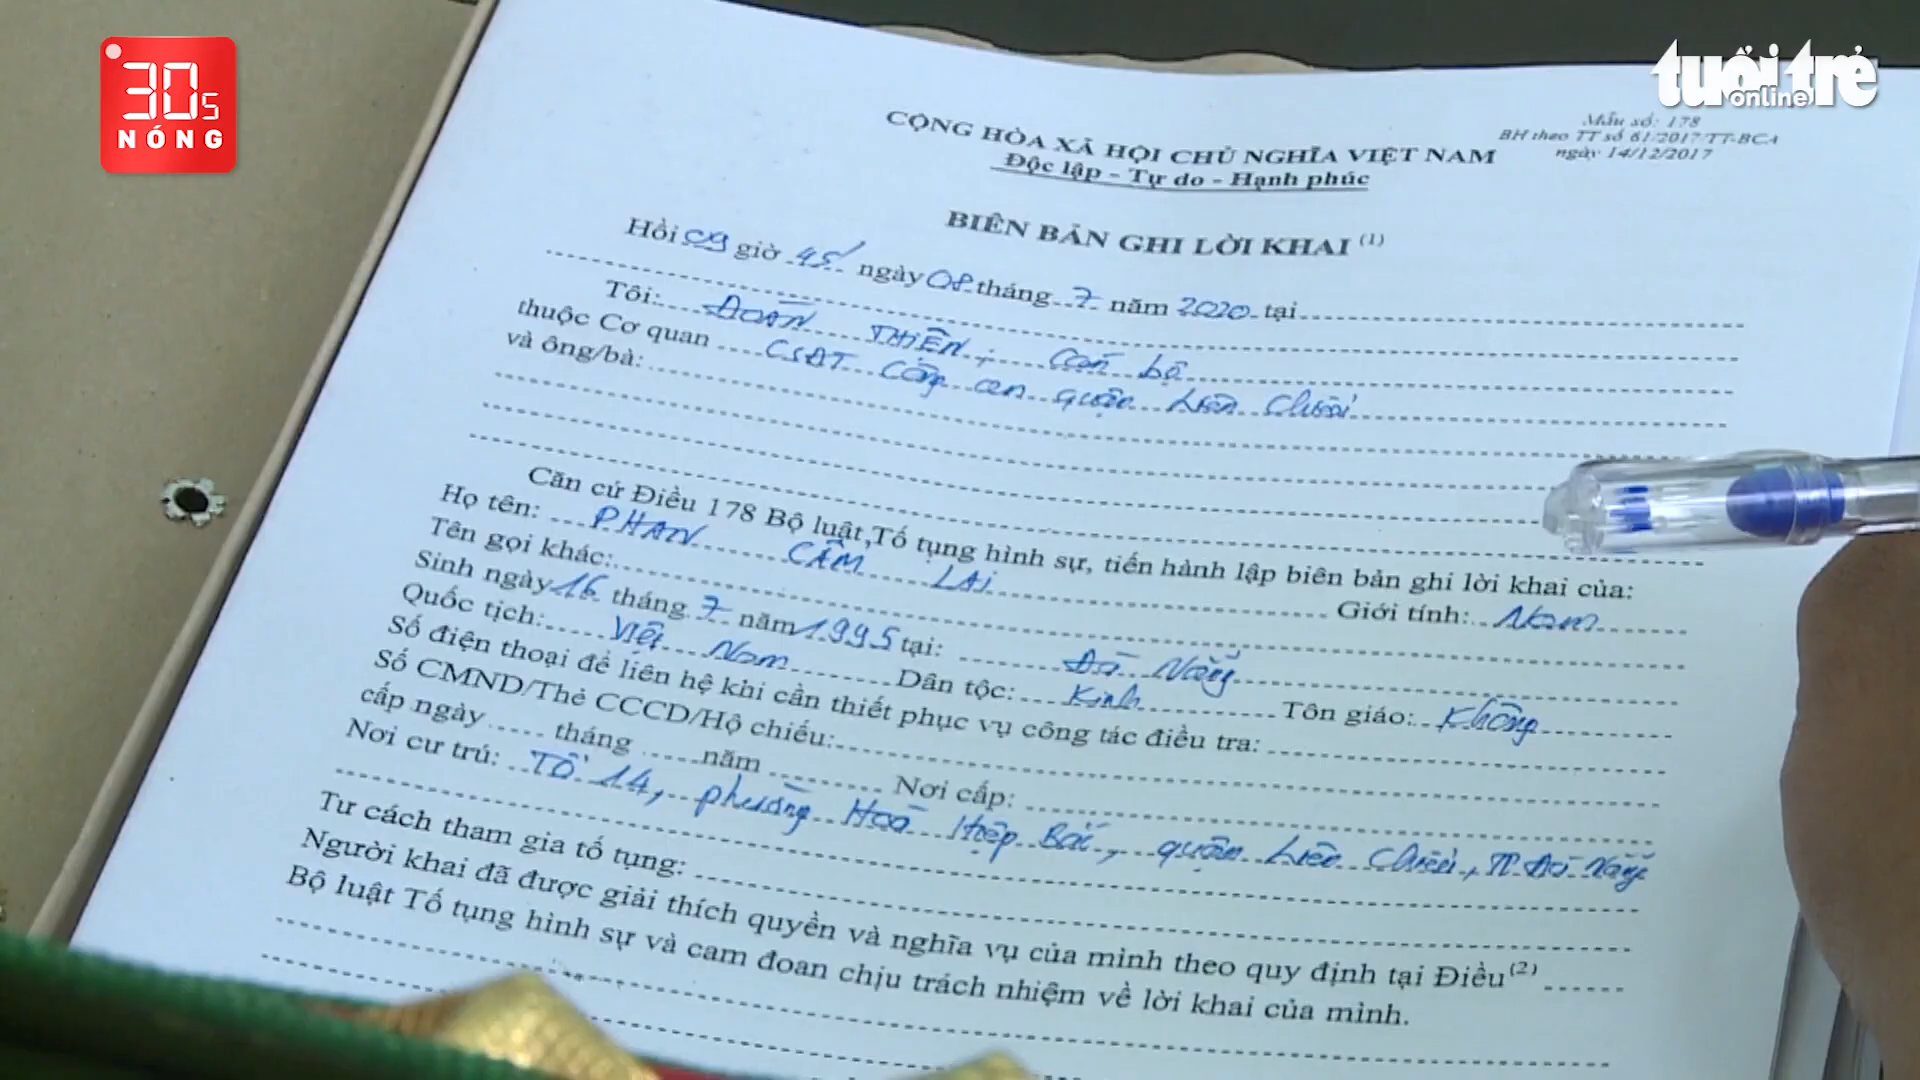 30s
NÓNG
tuổi trẻ
online
Mẫu số: 178
BH theo TT số 61/2017/TT-BCA
ngày 14/12/2017
CỘNG HÒA XÃ HỘI CHỦ NGHĨA VIỆT NAM
Độc lập - Tự do - Hạnh phúc
BIÊN BẢN GHI LỜI KHAI (1)
Hồi 09 giờ 45 ngày 08 tháng 7 năm 2020 tại
Tôi: ĐOÀN THIÊN; Cán bộ
thuộc Cơ quan CSĐT Công an quận Liên Chiểu
và ông/bà:
Căn cứ Điều 178 Bộ luật Tố tụng hình sự, tiến hành lập biên bản ghi lời khai của:
Họ tên: PHAN CẨM LAI Giới tính: Nam
Tên gọi khác:
Sinh ngày 16 tháng 7 năm 1995 tại: Đà Nẵng
Quốc tịch: Việt Nam Dân tộc: Kinh Tôn giáo: Không
Số điện thoại để liên hệ khi cần thiết phục vụ công tác điều tra:
Số CMND/Thẻ CCCD/Hộ chiếu:
cấp ngày tháng năm Nơi cấp:
Nơi cư trú: Tổ 14, phường Hoà Hiệp Bắc, quận Liên Chiểu, TP Đà Nẵng
Tư cách tham gia tố tụng:
Người khai đã được giải thích quyền và nghĩa vụ của mình theo quy định tại Điều (2)
Bộ luật Tố tụng hình sự và cam đoan chịu trách nhiệm về lời khai của mình.